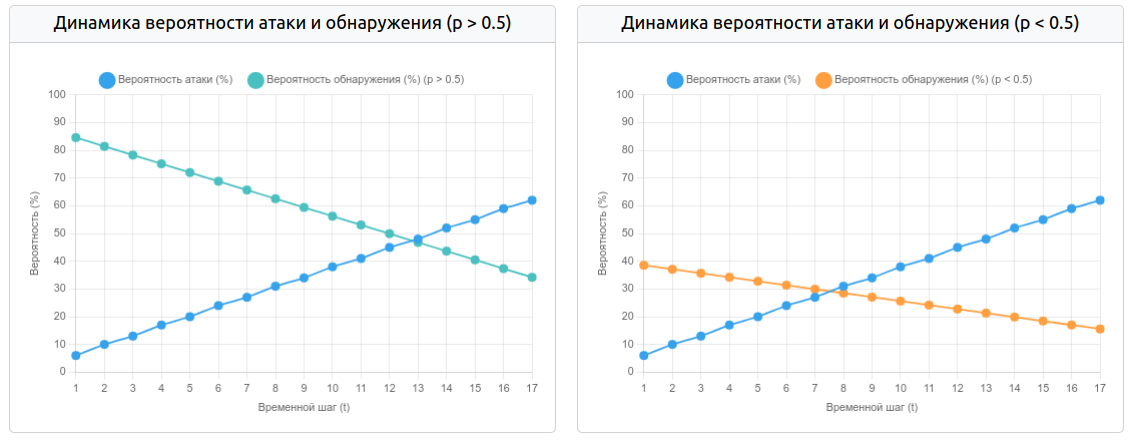 Динамика вероятности атаки и обнаружения (p > 0.5)
Вероятность атаки (%) Вероятность обнаружения (%) (p > 0.5)
100
90
80
70
60
50
40
30
20
10
0
Вероятность (%)
1 2 3 4 5 6 7 8 9 10 11 12 13 14 15 16 17
Временной шаг (t)
Динамика вероятности атаки и обнаружения (p < 0.5)
Вероятность атаки (%) Вероятность обнаружения (%) (p < 0.5)
100
90
80
70
60
50
40
30
20
10
0
Вероятность (%)
1 2 3 4 5 6 7 8 9 10 11 12 13 14 15 16 17
Временной шаг (t)